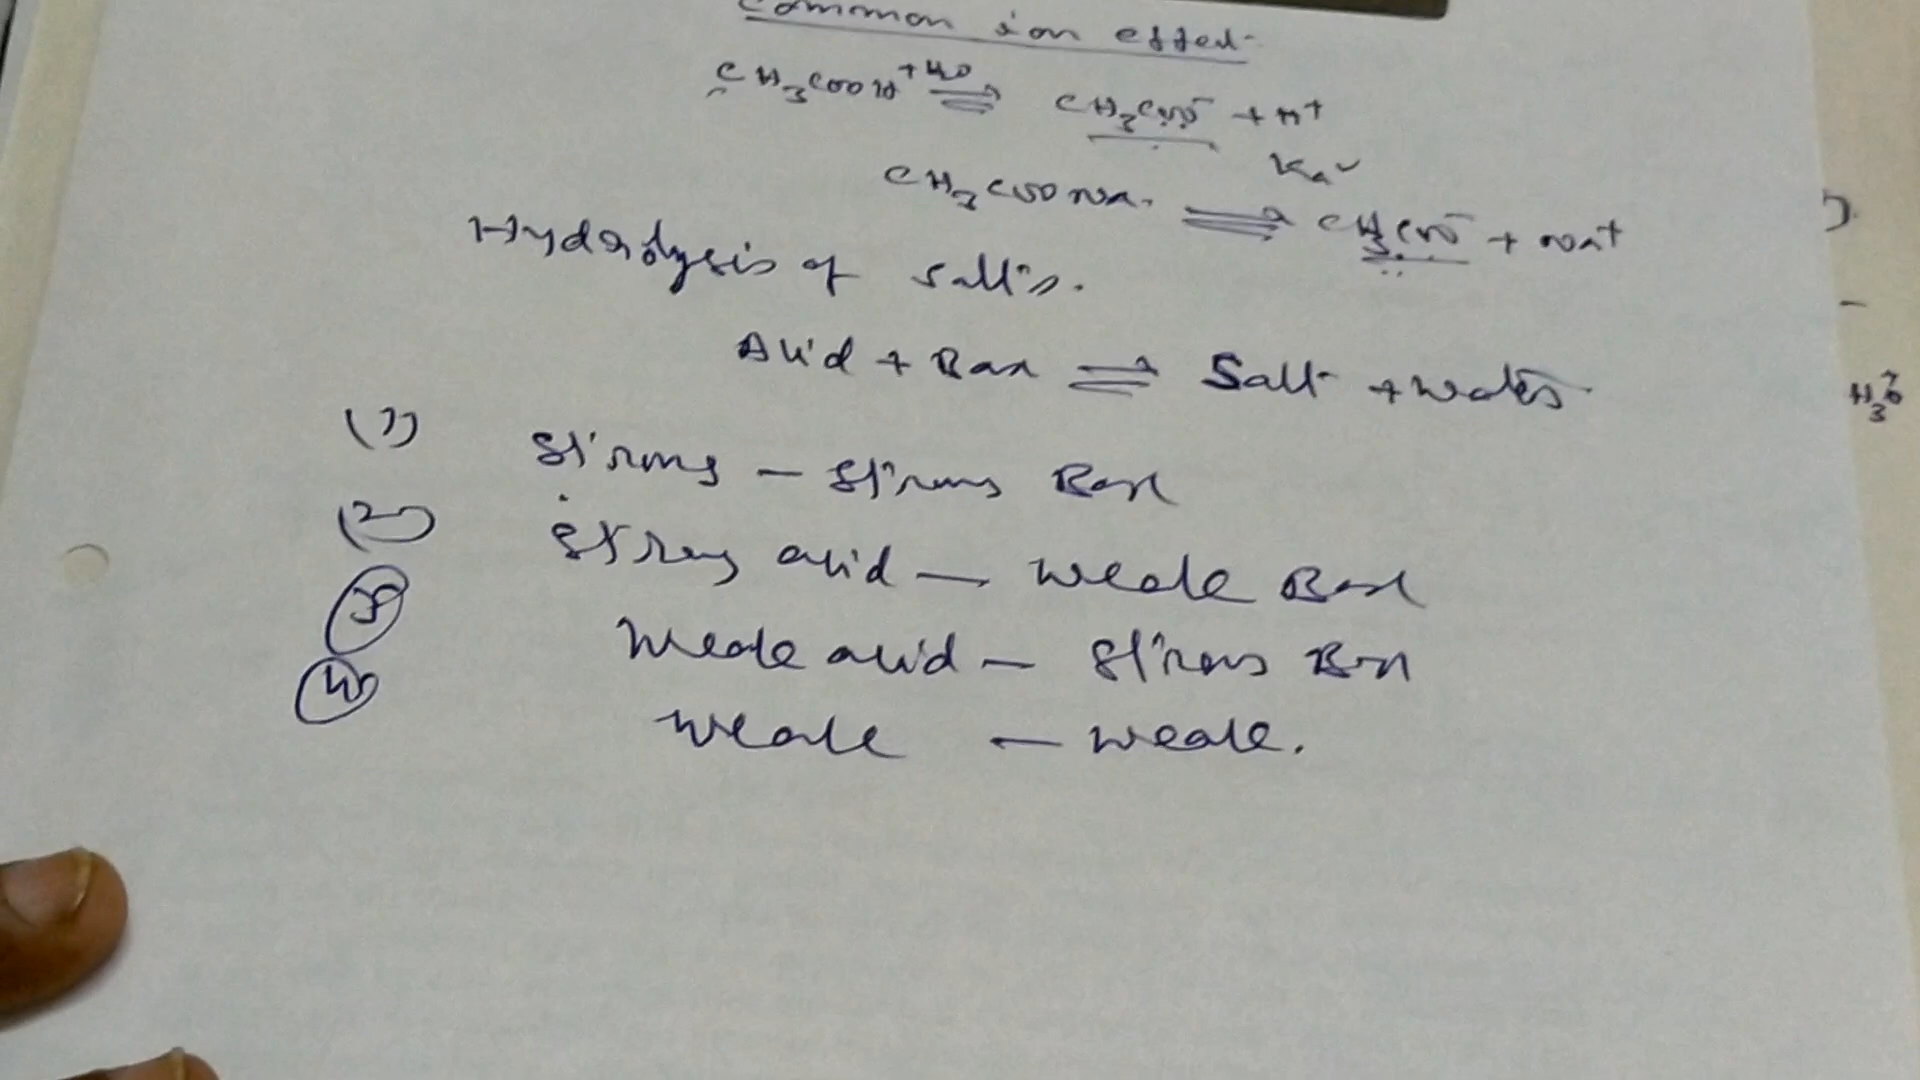 Common ion effect
CH₃COOH +H₂O ⇌ CH₃COO⁻ + H⁺
Ka
CH₃COONa. ⇌ CH₃COO⁻ + Na⁺
Hydrolysis of salts.
Acid + Base ⇌ Salt + water
(1) Strong – Strong Base
(2) Strong acid – Weak Base
(3) Weak acid – Strong Base
(4) Weak – weak.
H₃O